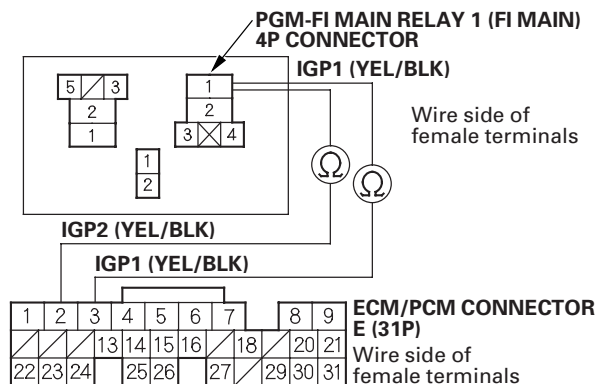 PGM-FI MAIN RELAY 1 (FI MAIN)
4P CONNECTOR
IGP1 (YEL/BLK)
5 3
1
2
2
1
3 4
Wire side of
female terminals
1
2
Ω
Ω
IGP2 (YEL/BLK)
IGP1 (YEL/BLK)
1 2 3 4 5 6 7 8 9
13 14 15 16 18 20 21
22 23 24 25 26 27 29 30 31
ECM/PCM CONNECTOR
E (31P)
Wire side of
female terminals